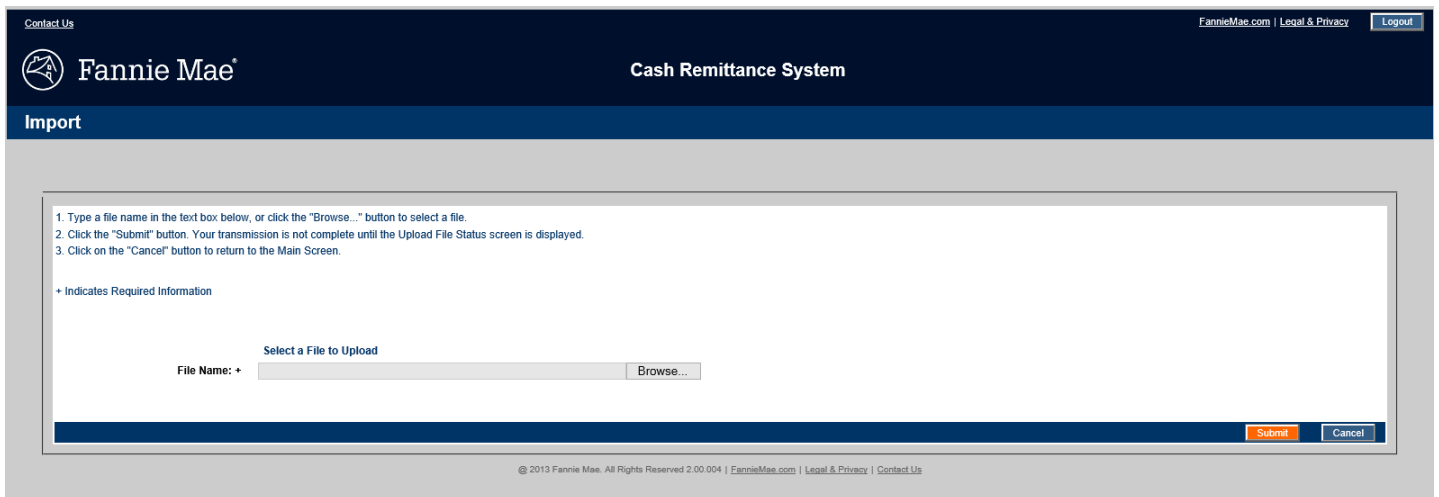 Contact Us
FannieMae.com | Legal & Privacy
Logout
Fannie Mae®
Cash Remittance System
Import
1. Type a file name in the text box below, or click the "Browse..." button to select a file.
2. Click the "Submit" button. Your transmission is not complete until the Upload File Status screen is displayed.
3. Click on the "Cancel" button to return to the Main Screen.
+ Indicates Required Information
Select a File to Upload
File Name: +
Browse...
Submit
Cancel
@ 2013 Fannie Mae. All Rights Reserved 2.00.004 | FannieMae.com | Legal & Privacy | Contact Us